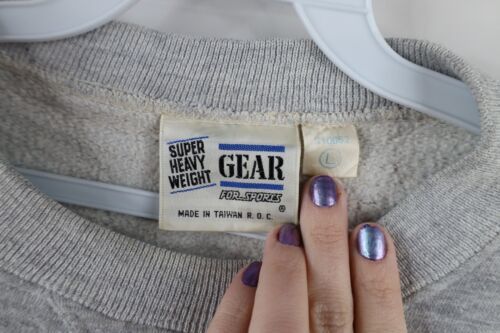 SUPER
HEAVY
WEIGHT
GEAR
FOR SPORTS
®
MADE IN TAIWAN R.O.C.
L